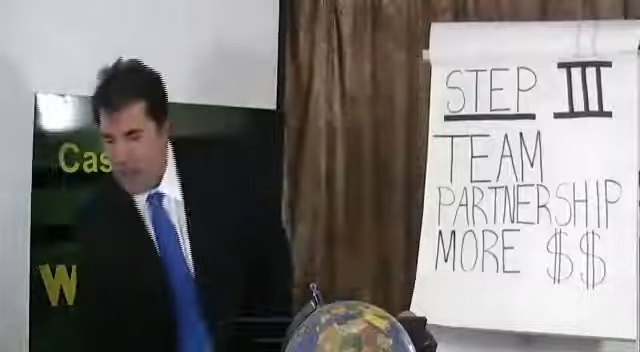 STEP III
TEAM
PARTNERSHIP
MORE $$
Cas
W